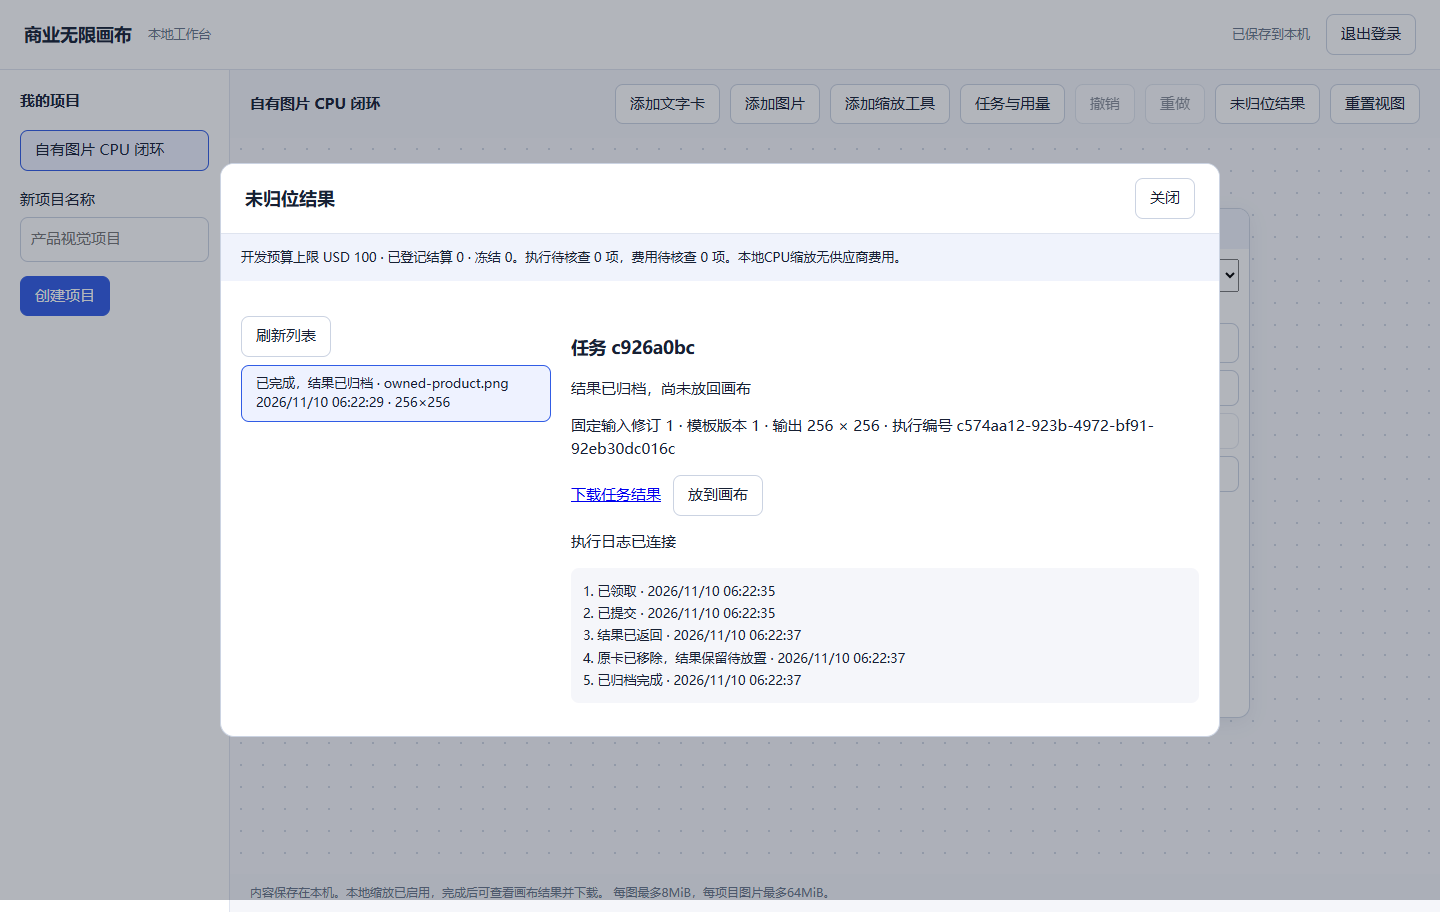 商业无限画布
本地工作台
已保存到本机
退出登录
我的项目
自有图片 CPU 闭环
新项目名称
产品视觉项目
创建项目
自有图片 CPU 闭环
添加文字卡
添加图片
添加缩放工具
任务与用量
撤销
重做
未归位结果
重置视图
未归位结果
关闭
开发预算上限 USD 100 · 已登记结算 0 · 冻结 0。执行待核查 0 项，费用待核查 0 项。本地CPU缩放无供应商费用。
刷新列表
已完成，结果已归档 · owned-product.png
2026/11/10 06:22:29 · 256×256
任务 c926a0bc
结果已归档，尚未放回画布
固定输入修订 1 · 模板版本 1 · 输出 256 × 256 · 执行编号 c574aa12-923b-4972-bf91-
92eb30dc016c
下载任务结果
放到画布
执行日志已连接
1. 已领取 · 2026/11/10 06:22:35
2. 已提交 · 2026/11/10 06:22:35
3. 结果已返回 · 2026/11/10 06:22:37
4. 原卡已移除，结果保留待放置 · 2026/11/10 06:22:37
5. 已归档完成 · 2026/11/10 06:22:37
内容保存在本机。本地缩放已启用，完成后可查看画布结果并下载。 每图最多8MiB，每项目图片最多64MiB。